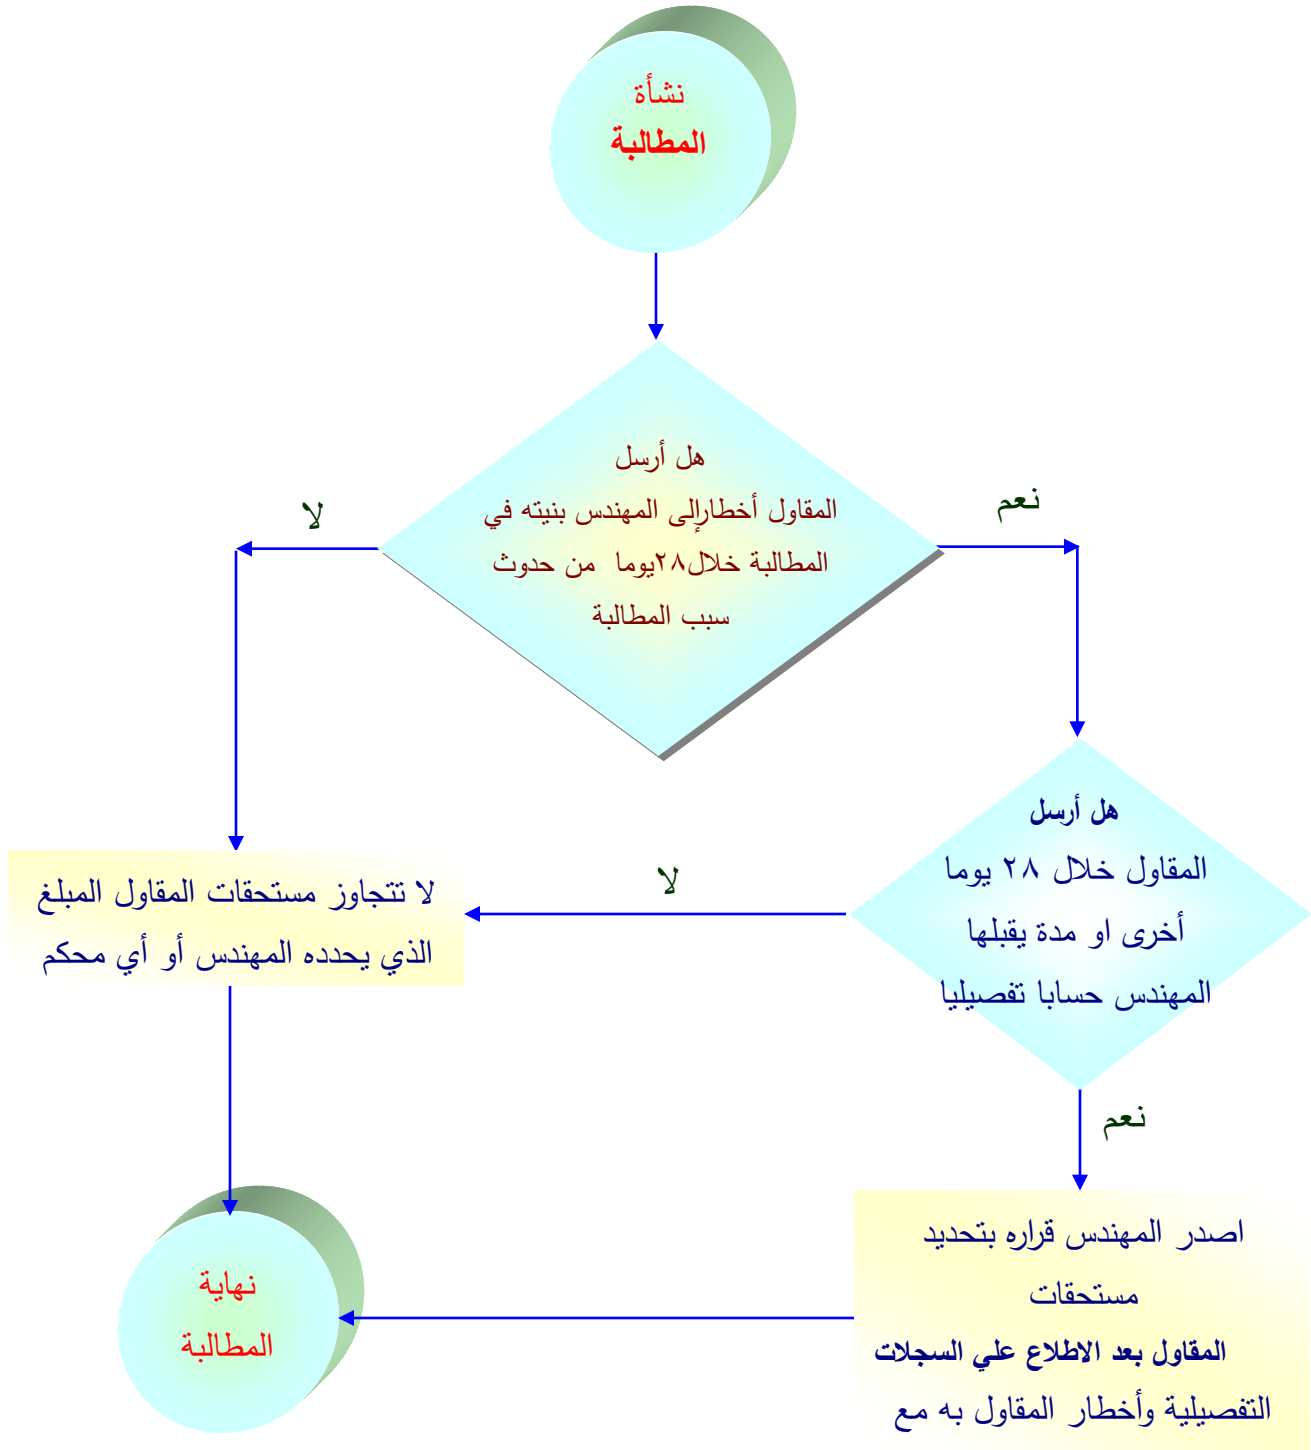 نشأة
المطالبة
هل أرسل
المقاول أخطارإلى المهندس بنيته في
المطالبة خلال٢٨يوما من حدوث
سبب المطالبة
نعم
لا
هل أرسل
المقاول خلال ٢٨ يوما
أخرى او مدة يقبلها
المهندس حسابا تفصيليا
لا
لا تتجاوز مستحقات المقاول المبلغ
الذي يحدده المهندس أو أي محكم
نعم
اصدر المهندس قراره بتحديد
مستحقات
المقاول بعد الاطلاع علي السجلات
التفصيلية وأخطار المقاول به مع
نهاية
المطالبة